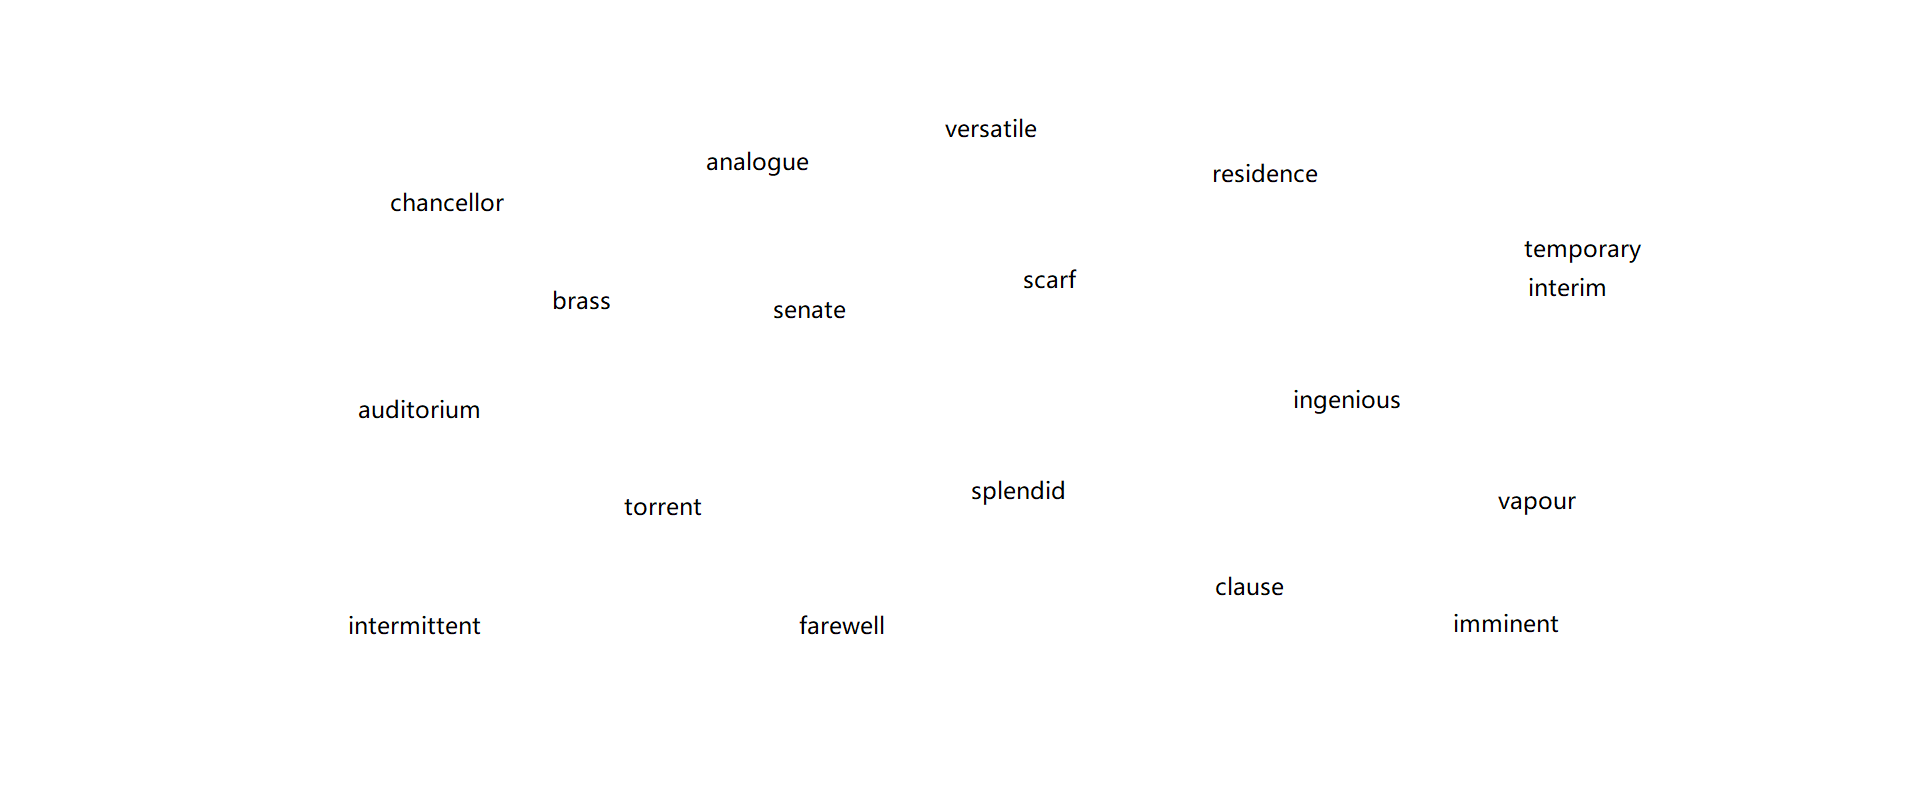 versatile
analogue
residence
chancellor
temporary
scarf
interim
brass
senate
ingenious
auditorium
splendid
vapour
torrent
clause
imminent
intermittent
farewell